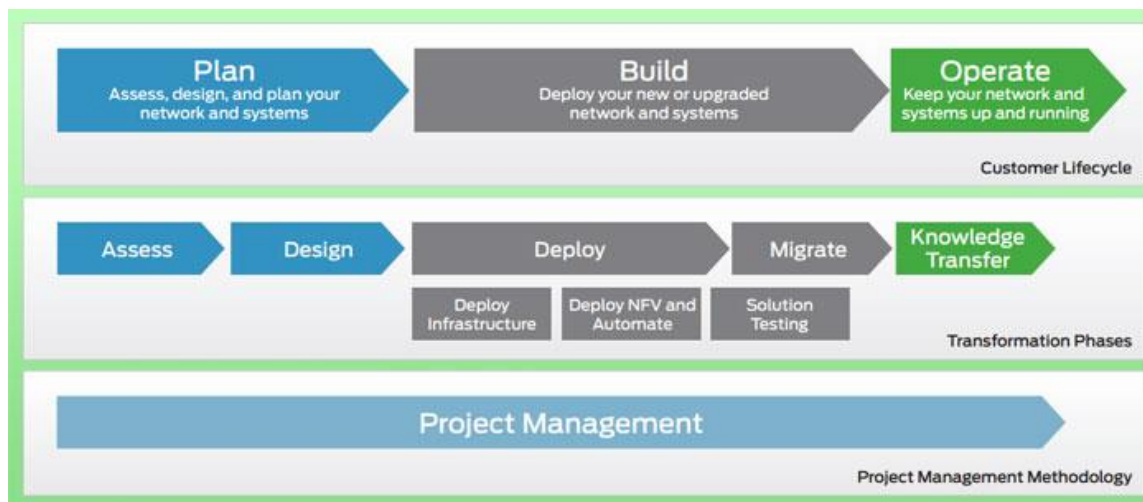 Plan
Assess, design, and plan your
network and systems
Build
Deploy your new or upgraded
network and systems
Operate
Keep your network and
systems up and running
Customer Lifecycle
Assess
Design
Deploy
Migrate
Knowledge
Transfer
Deploy
Infrastructure
Deploy NFV and
Automate
Solution
Testing
Transformation Phases
Project Management
Project Management Methodology